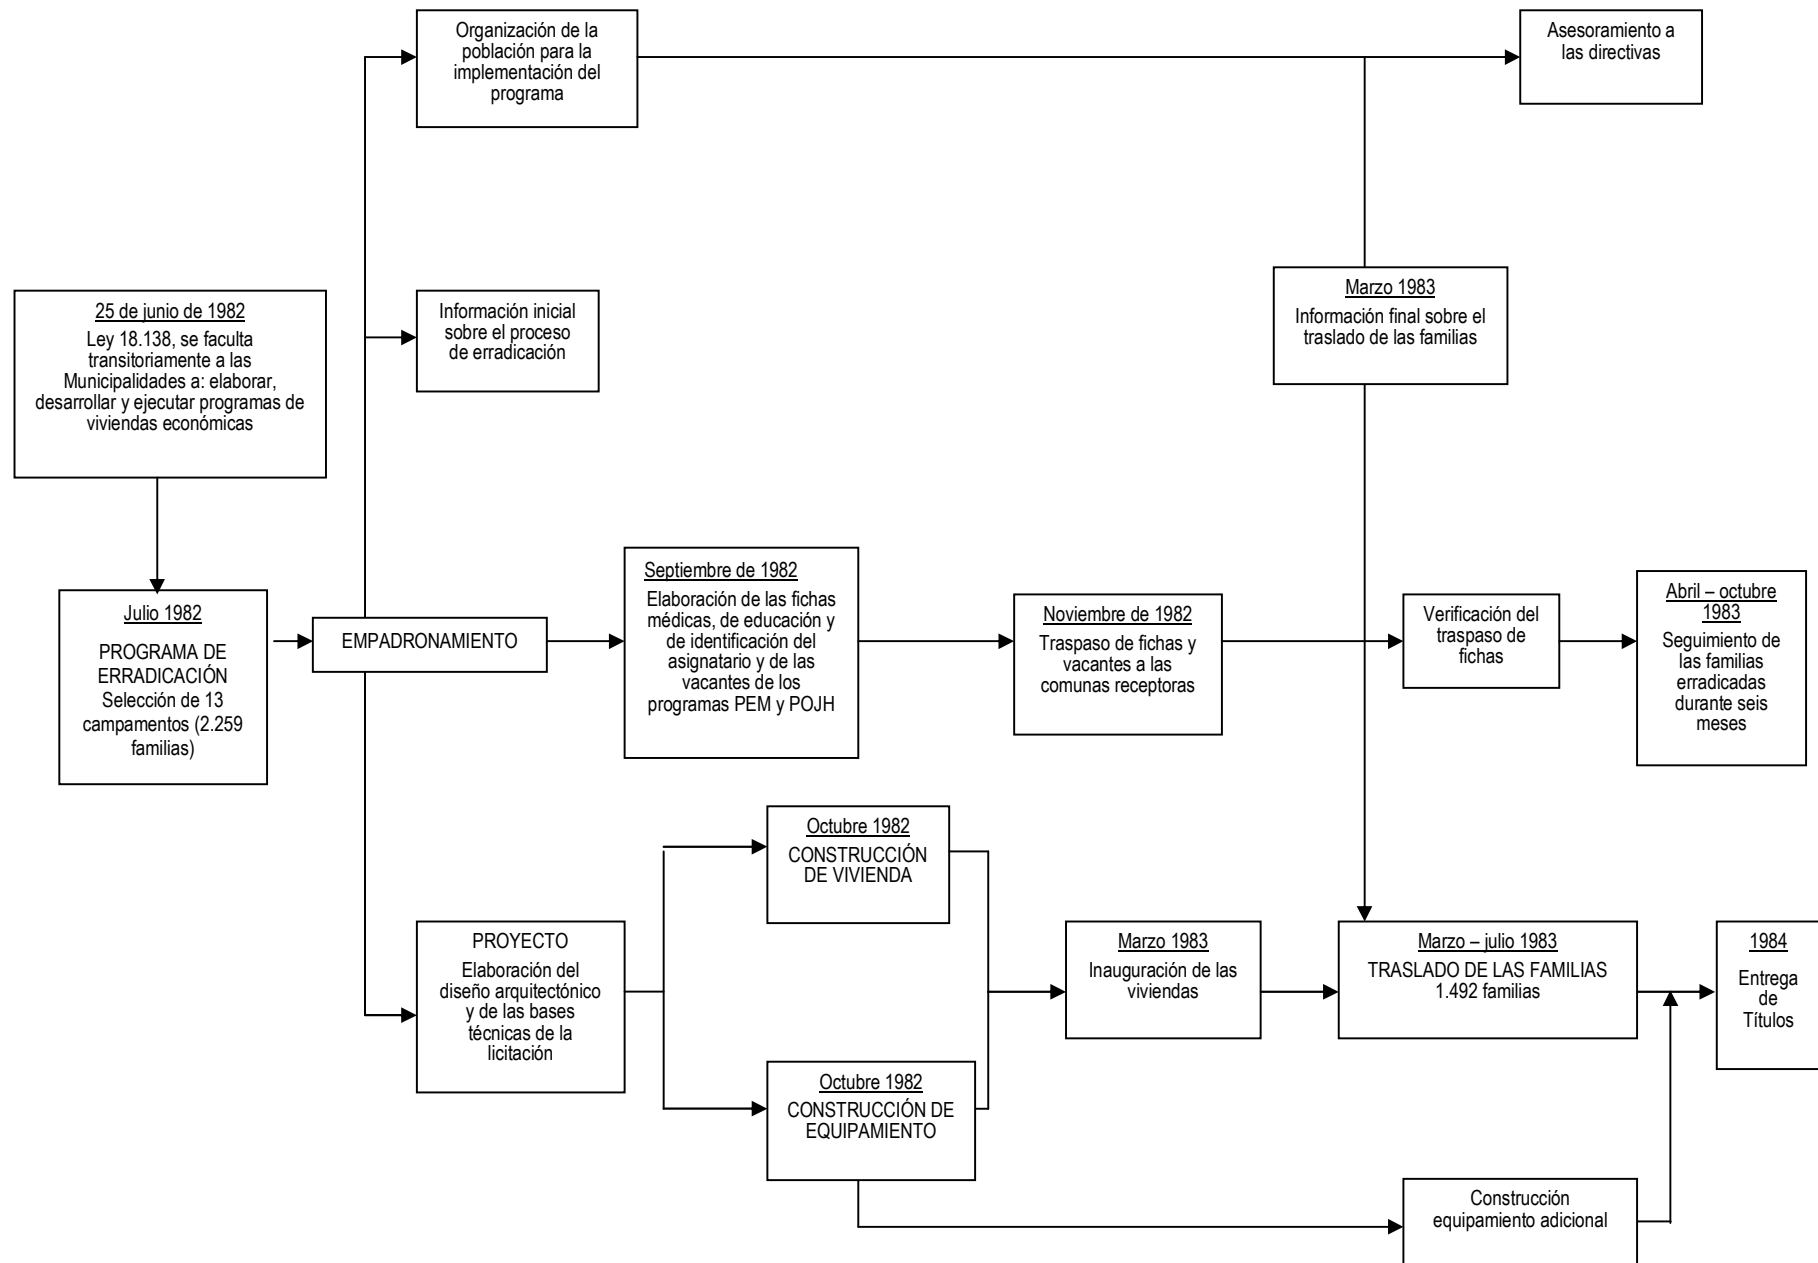 Organización de la
población para la
implementación del
programa
Asesoramiento a
las directivas
25 de junio de 1982
Ley 18.138, se faculta
transitoriamente a las
Municipalidades a: elaborar,
desarrollar y ejecutar programas de
viviendas económicas
Información inicial
sobre el proceso
de erradicación
Marzo 1983
Información final sobre el
traslado de las familias
Julio 1982
PROGRAMA DE
ERRADICACIÓN
Selección de 13
campamentos (2.259
familias)
EMPADRONAMIENTO
Septiembre de 1982
Elaboración de las fichas
médicas, de educación y
de identificación del
asignatario y de las
vacantes de los
programas PEM y POJH
Noviembre de 1982
Traspaso de fichas y
vacantes a las
comunas receptoras
Verificación del
traspaso de
fichas
Abril – octubre
1983
Seguimiento de
las familias
erradicadas
durante seis
meses
Octubre 1982
CONSTRUCCIÓN
DE VIVIENDA
PROYECTO
Elaboración del
diseño arquitectónico
y de las bases
técnicas de la
licitación
Octubre 1982
CONSTRUCCIÓN DE
EQUIPAMIENTO
Marzo 1983
Inauguración de las
viviendas
Marzo – julio 1983
TRASLADO DE LAS FAMILIAS
1.492 familias
1984
Entrega
de
Títulos
Construcción
equipamiento adicional